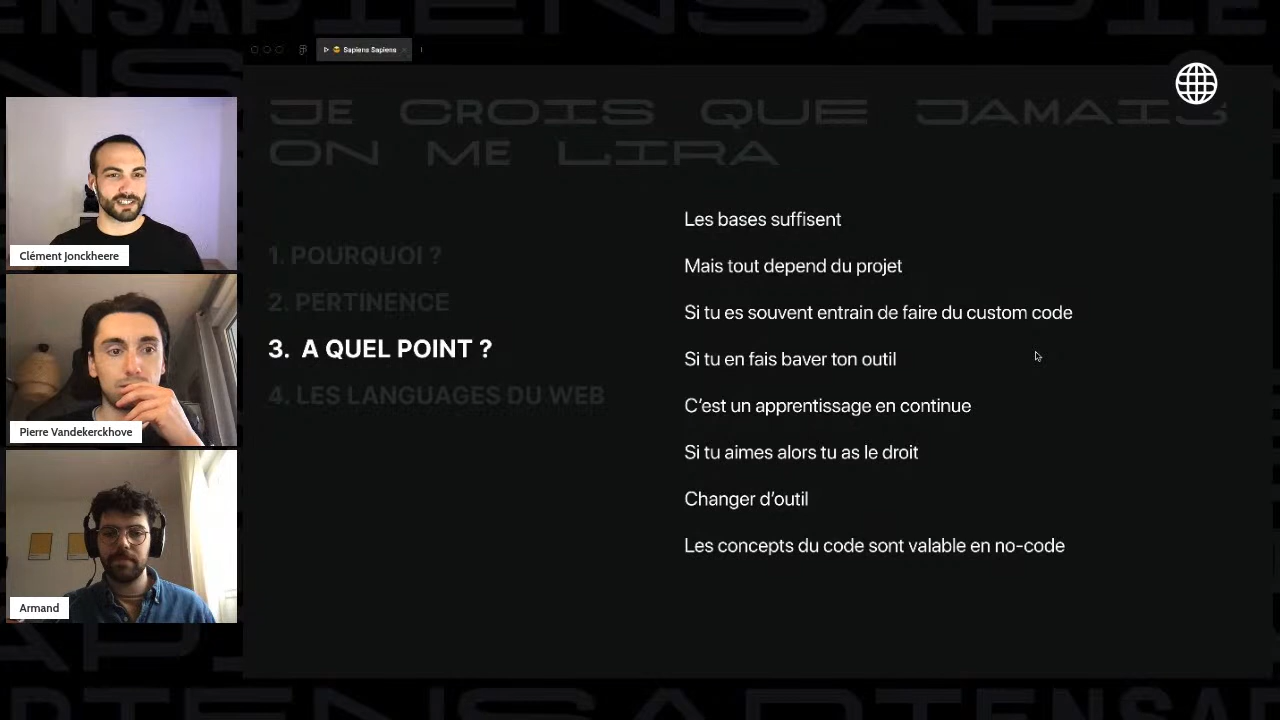 Sapiens Sapiens
JE CROIS QUE JAMAIS
ON ME LIRA
Clément Jonckheere
Pierre Vandekerckhove
Armand
1. POURQUOI ?
2. PERTINENCE
3. A QUEL POINT ?
4. LES LANGUAGES DU WEB
Les bases suffisent
Mais tout depend du projet
Si tu es souvent entrain de faire du custom code
Si tu en fais baver ton outil
C’est un apprentissage en continue
Si tu aimes alors tu as le droit
Changer d’outil
Les concepts du code sont valable en no-code